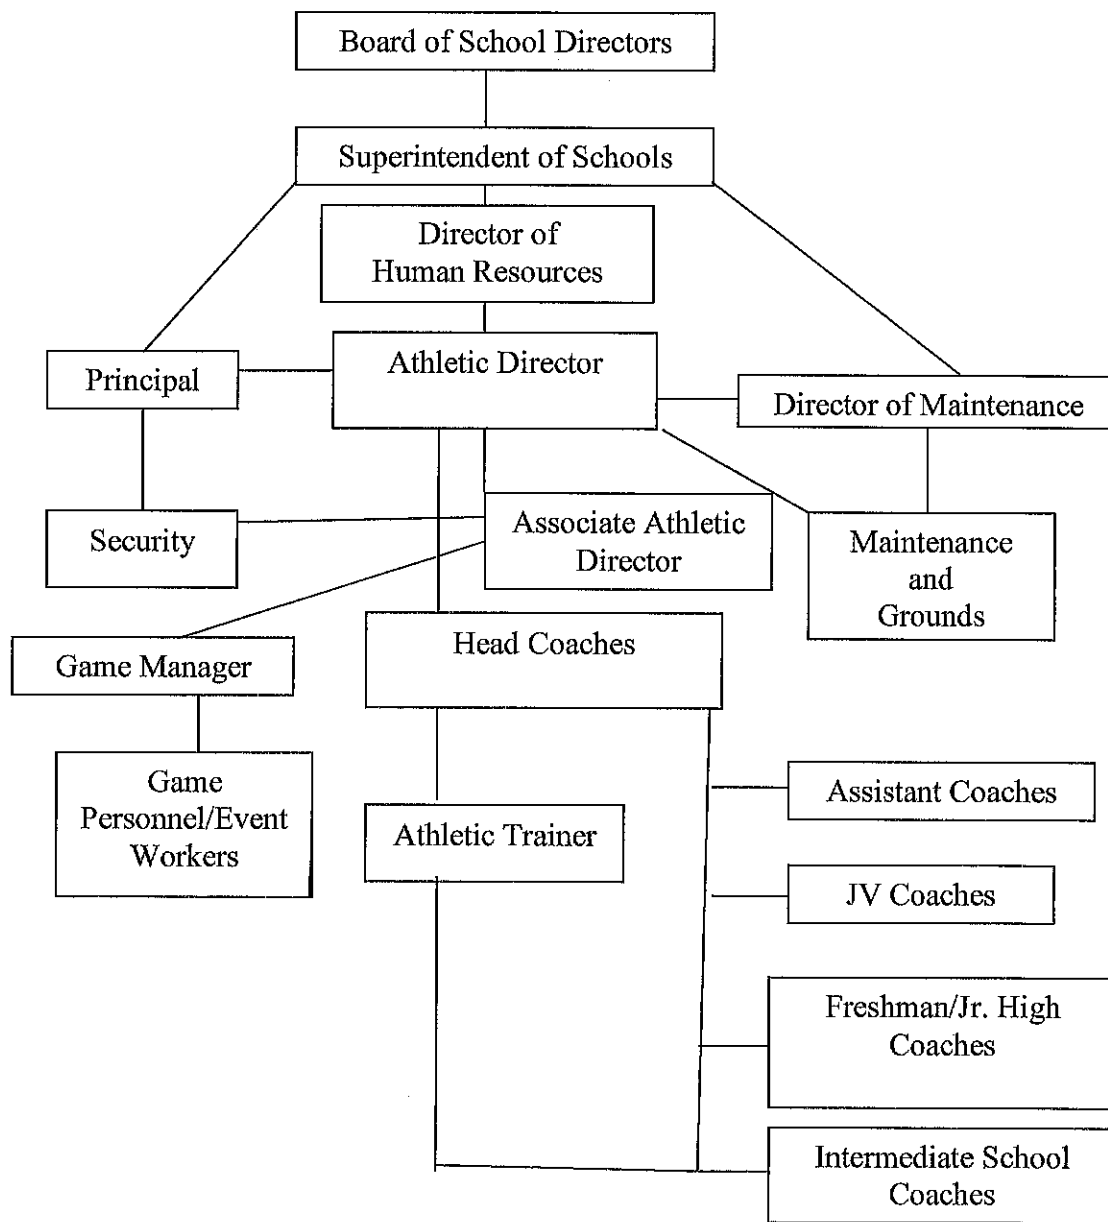 Board of School Directors
Superintendent of Schools
Director of
Human Resources
Athletic Director
Principal
Director of Maintenance
Security
Associate Athletic
Director
Maintenance
and
Grounds
Head Coaches
Game Manager
Game
Personnel/Event
Workers
Assistant Coaches
Athletic Trainer
JV Coaches
Freshman/Jr. High
Coaches
Intermediate School
Coaches